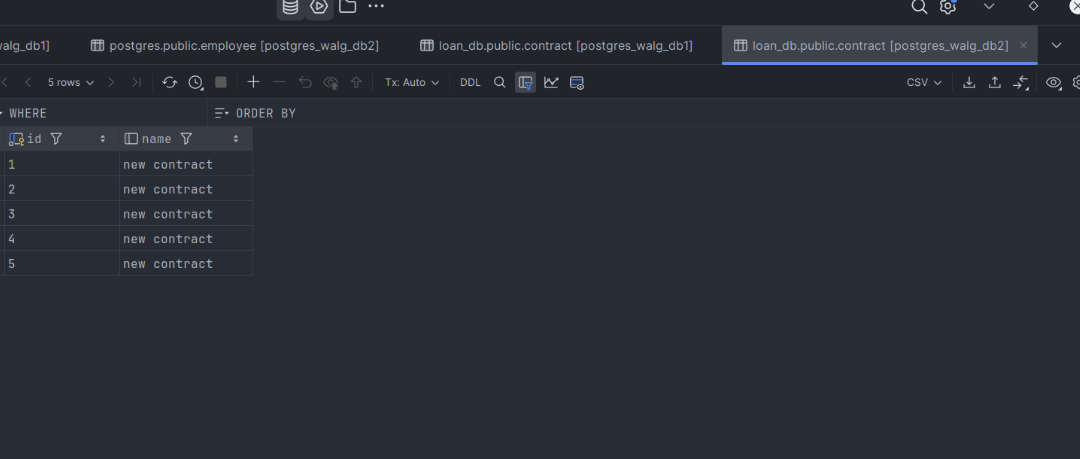 valg_db1] postgres.public.employee [postgres_walg_db2] loan_db.public.contract [postgres_walg_db1] loan_db.public.contract [postgres_walg_db2]
5 rows Tx: Auto DDL CSV
WHERE ORDER BY
id name
1 new contract
2 new contract
3 new contract
4 new contract
5 new contract